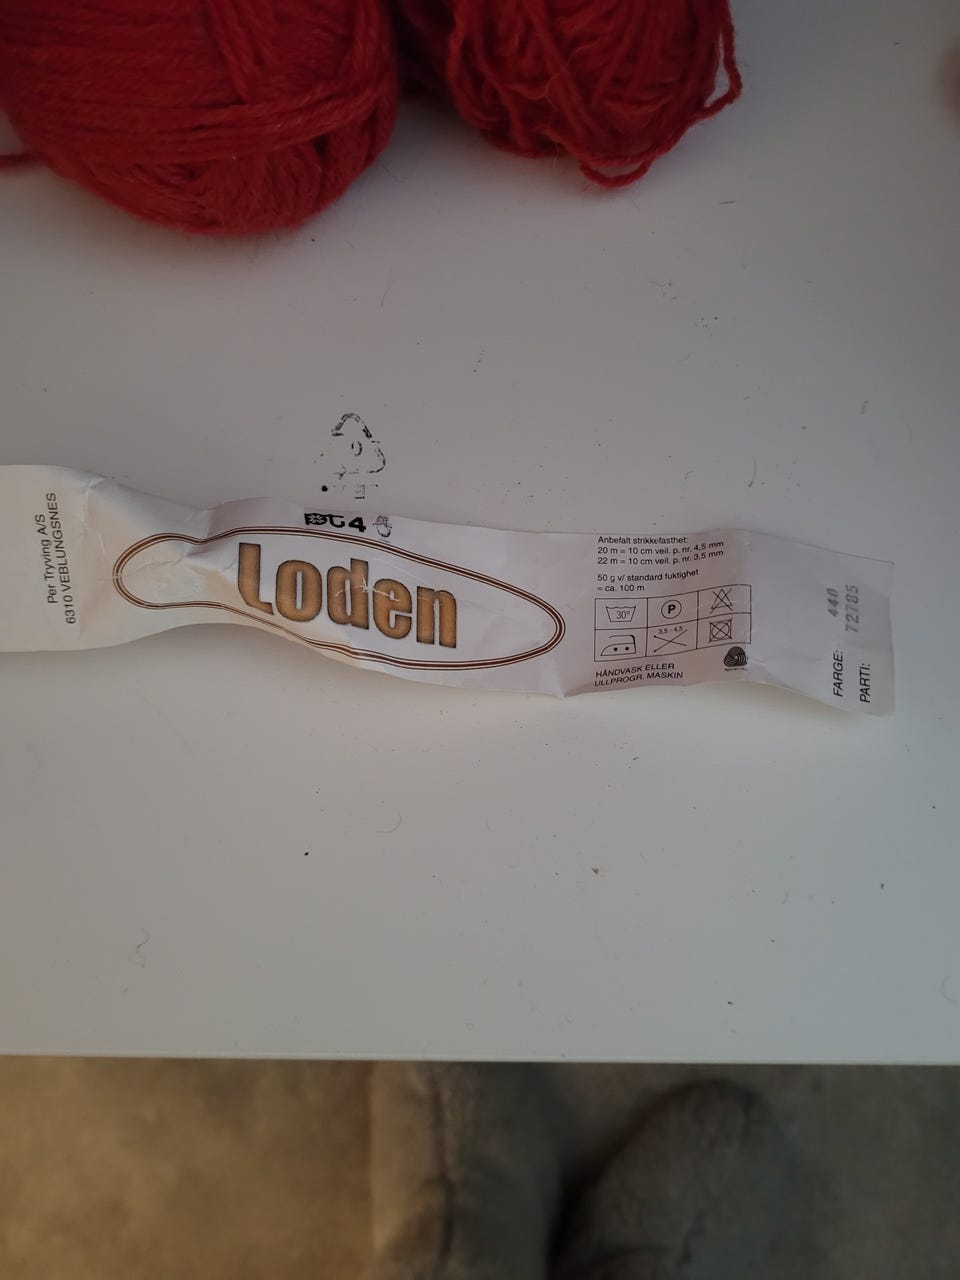 Per Tryving A/S
6310 VEBLUNGSNES
PT4
Loden
Anbefalt strikkefasthet:
20 m = 10 cm veil. p. nr. 4,5 mm
22 m = 10 cm veil. p. nr. 3,5 mm
50 g v/ standard fuktighet
= ca. 100 m
30°
P
3,5 - 4,5
HÅNDVASK ELLER
ULLPROGR. MASKIN
FARGE: 440
PARTI: 72785